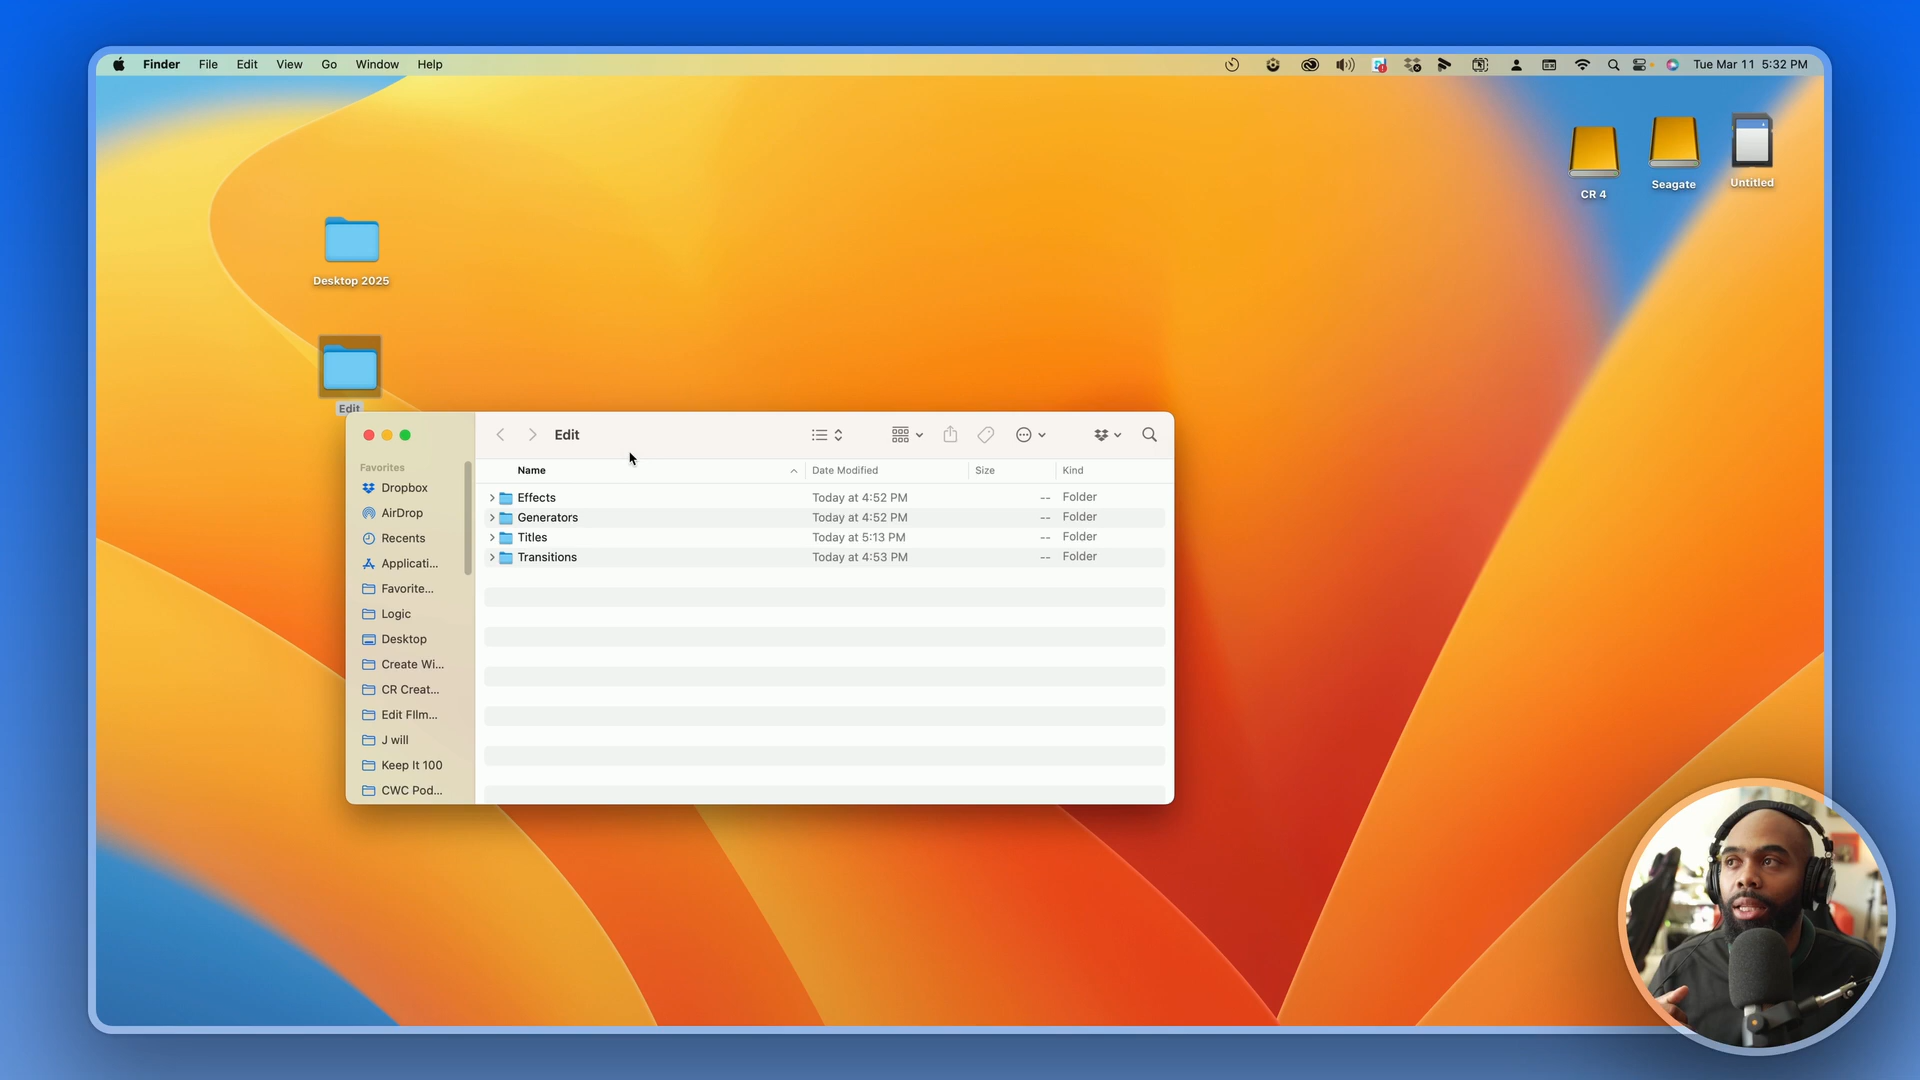 Finder File Edit View Go Window Help Tue Mar 11 5:32 PM
CR 4
Seagate
Untitled
Desktop 2025
Edit
Edit
Favorites
Dropbox
AirDrop
Recents
Applicati...
Favorite...
Logic
Desktop
Create Wi...
CR Creat...
Edit FIlm...
J will
Keep It 100
CWC Pod...
Name Date Modified Size Kind
Effects Today at 4:52 PM -- Folder
Generators Today at 4:52 PM -- Folder
Titles Today at 5:13 PM -- Folder
Transitions Today at 4:53 PM -- Folder